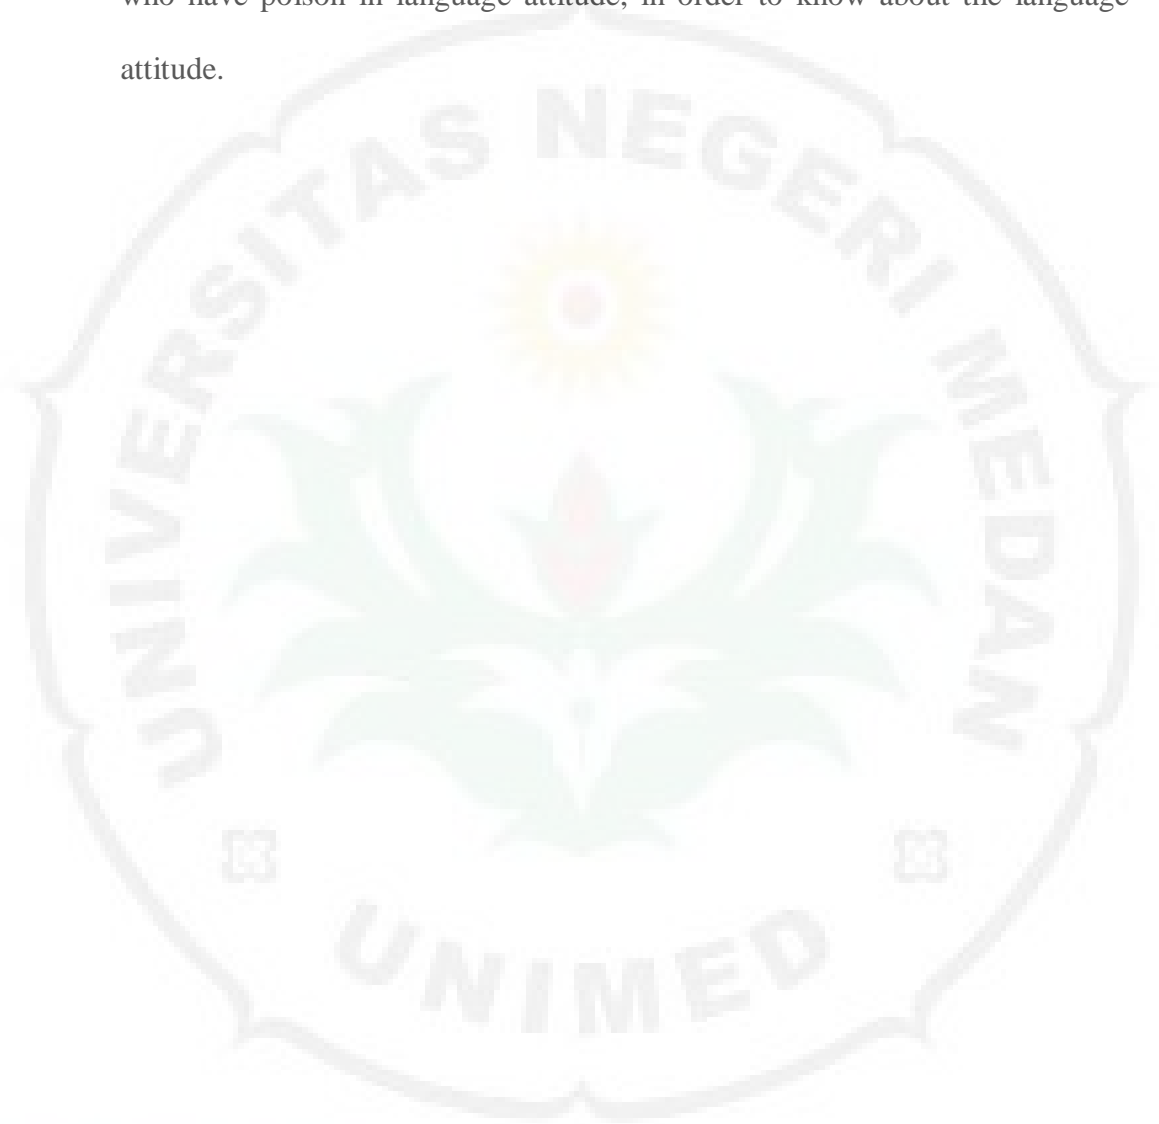 who have poison in language attitude, in order to know about the language
attitude.
UNIVERSITAS NEGERI MEDAN
UNIMED